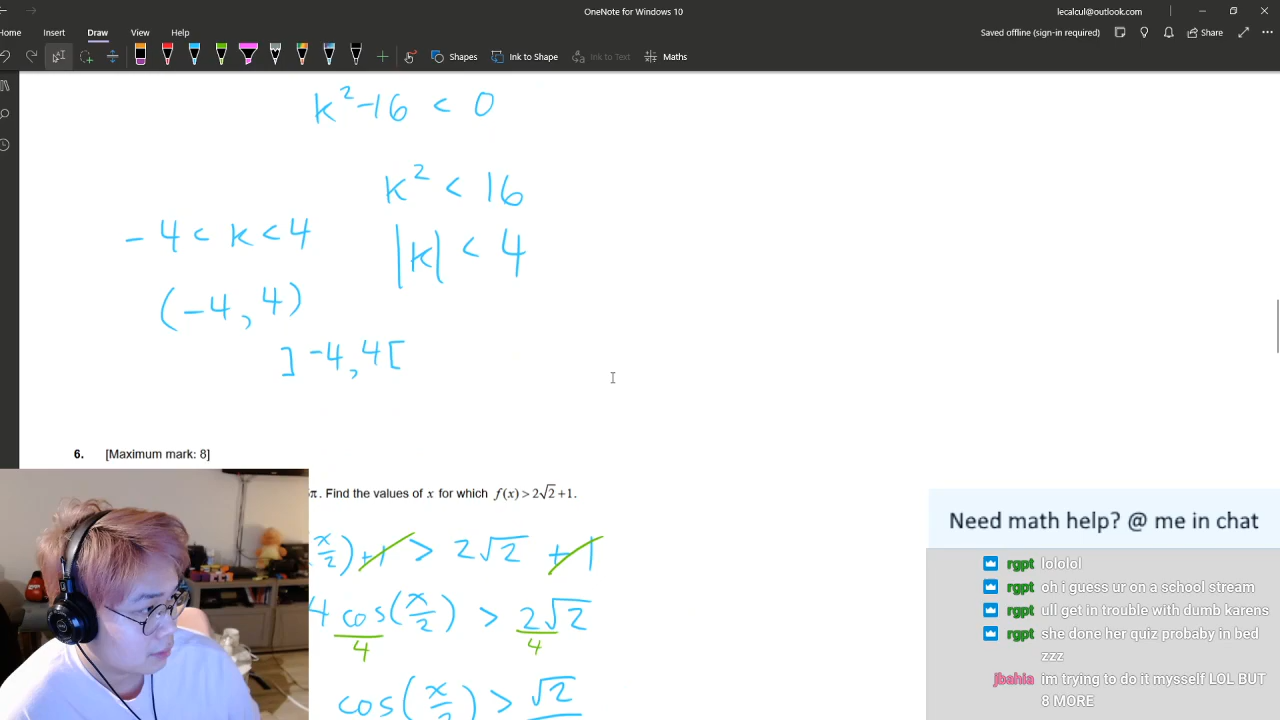 OneNote for Windows 10
lecalcul@outlook.com
Home Insert Draw View Help
Saved offline (sign-in required) Share
Shapes Ink to Shape Ink to Text Maths
k²-16 < 0
k² < 16
-4 < k < 4
|k| < 4
(-4, 4)
]-4, 4[
6. [Maximum mark: 8]
π. Find the values of x for which f(x) > 2√2 +1.
x/2) +1 > 2√2 +1
4 cos(x/2) > 2√2
4 4
cos(x/2) > √2
Need math help? @ me in chat
rgpt lololol
rgpt oh i guess ur on a school stream
rgpt ull get in trouble with dumb karens
rgpt she done her quiz probaby in bed
zzz
jbahia im trying to do it mysself LOL BUT
8 MORE